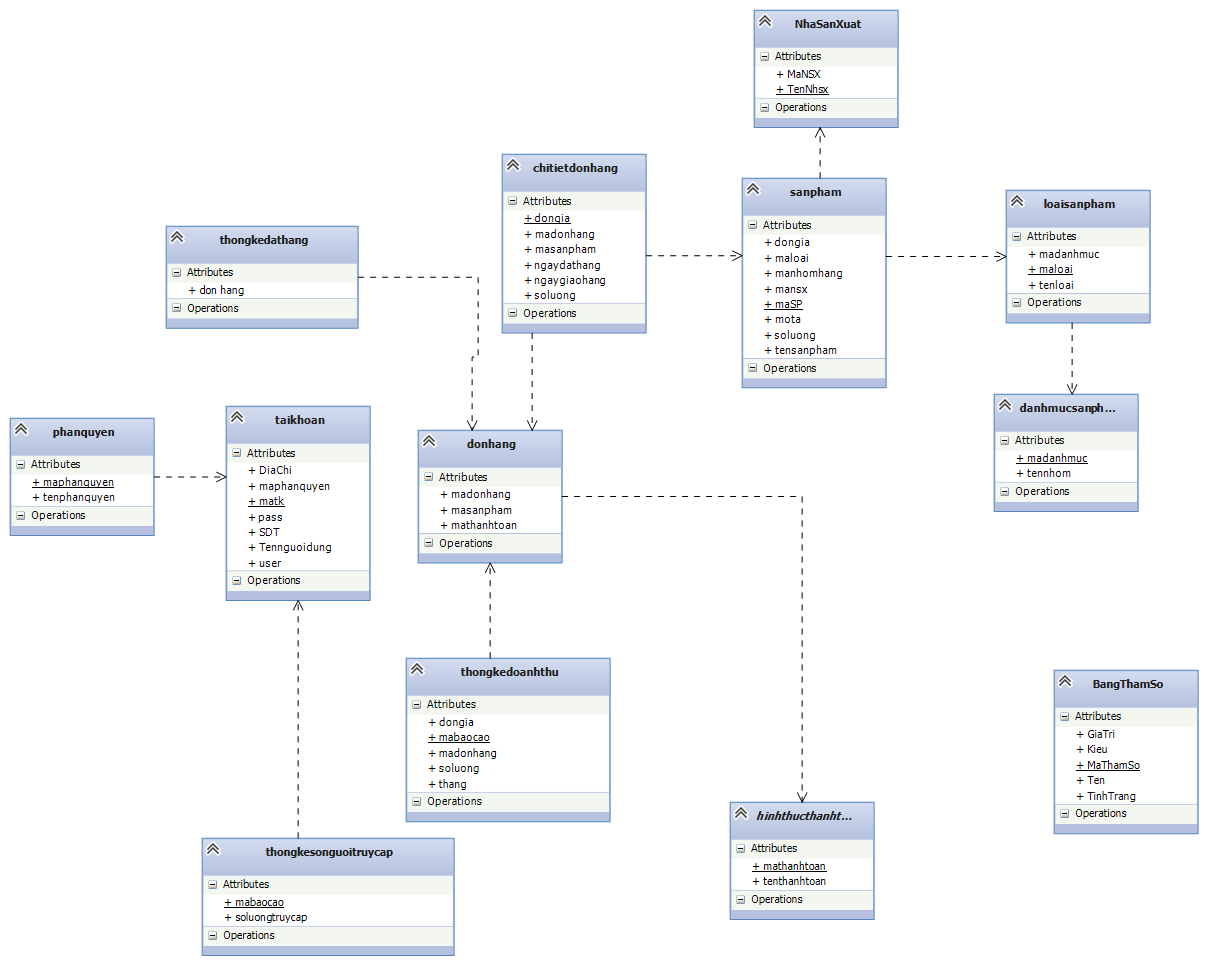 NhaSanXuat
Attributes
+ MaNSX
+ TenNhsx
Operations
chitietdonhang
Attributes
+ dongia
+ madonhang
+ masanpham
+ ngaydathang
+ ngaygiaohang
+ soluong
Operations
sanpham
Attributes
+ dongia
+ maloai
+ manhomhang
+ mansx
+ maSP
+ mota
+ soluong
+ tensanpham
Operations
loaisanpham
Attributes
+ madanhmuc
+ maloai
+ tenloai
Operations
thongkedathang
Attributes
+ don hang
Operations
danhmucsanph...
Attributes
+ madanhmuc
+ tennhom
Operations
phanquyen
Attributes
+ maphanquyen
+ tenphanquyen
Operations
taikhoan
Attributes
+ DiaChi
+ maphanquyen
+ matk
+ pass
+ SDT
+ Tennguoidung
+ user
Operations
donhang
Attributes
+ madonhang
+ masanpham
+ mathanhtoan
Operations
thongkedoanhthu
Attributes
+ dongia
+ mabaocao
+ madonhang
+ soluong
+ thang
Operations
BangThamSo
Attributes
+ GiaTri
+ Kieu
+ MaThamSo
+ Ten
+ TinhTrang
Operations
hinhthucthanht...
Attributes
+ mathanhtoan
+ tenthanhtoan
Operations
thongkesonguoitruycap
Attributes
+ mabaocao
+ soluongtruycap
Operations